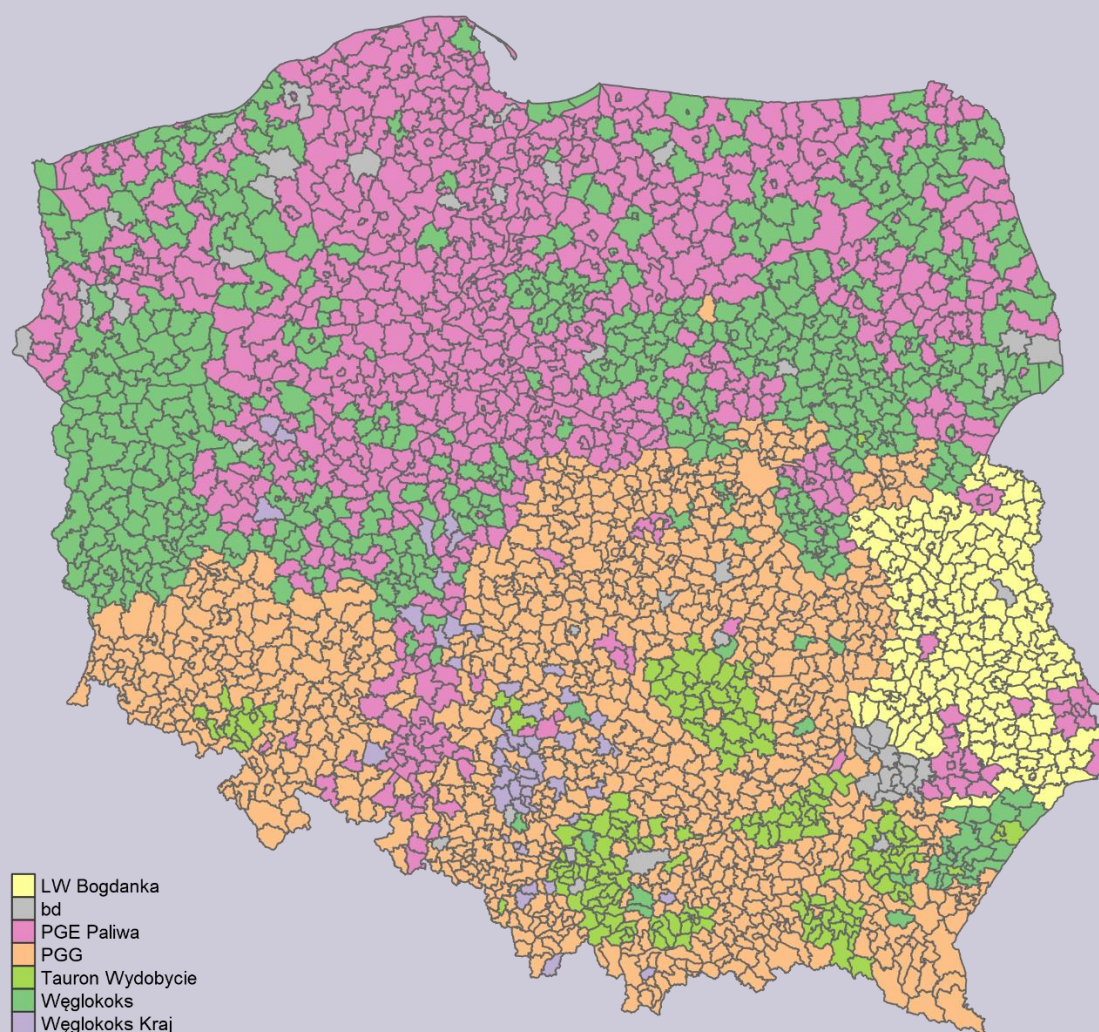 LW Bogdanka
bd
PGE Paliwa
PGG
Tauron Wydobycie
Węglokoks
Węglokoks Kraj